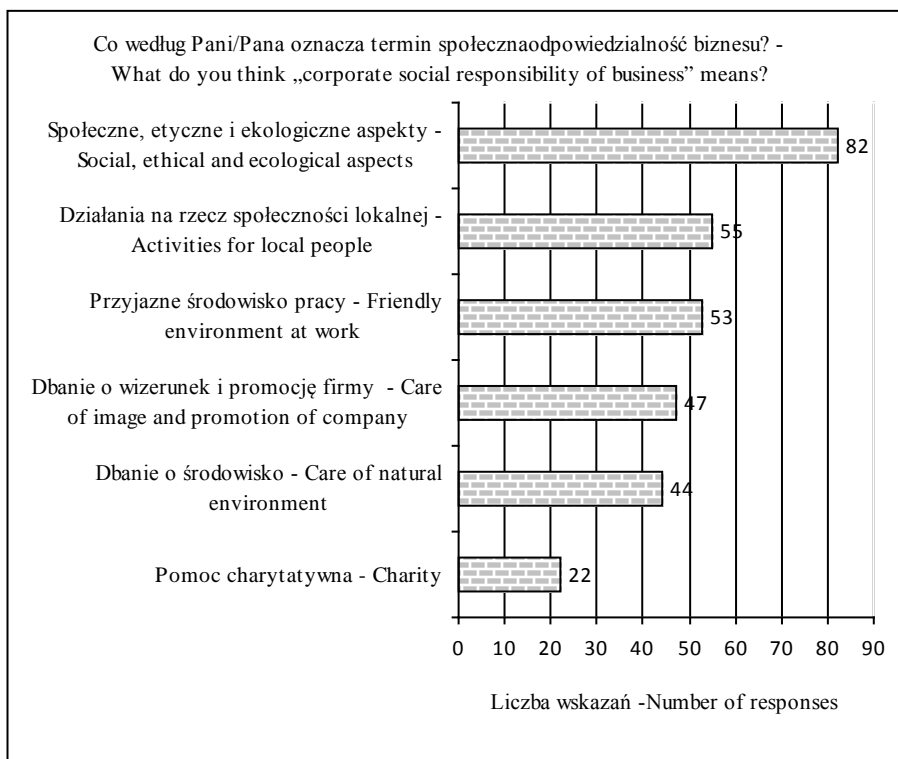 Co według Pani/Pana oznacza termin społecznaodpowiedzialność biznesu? -
What do you think „corporate social responsibility of business” means?
Społeczne, etyczne i ekologiczne aspekty -
Social, ethical and ecological aspects
82
Działania na rzecz społeczności lokalnej -
Activities for local people
55
Przyjazne środowisko pracy - Friendly
environment at work
53
Dbanie o wizerunek i promocję firmy - Care
of image and promotion of company
47
Dbanie o środowisko - Care of natural
environment
44
Pomoc charytatywna - Charity
22
0 10 20 30 40 50 60 70 80 90
Liczba wskazań -Number of responses